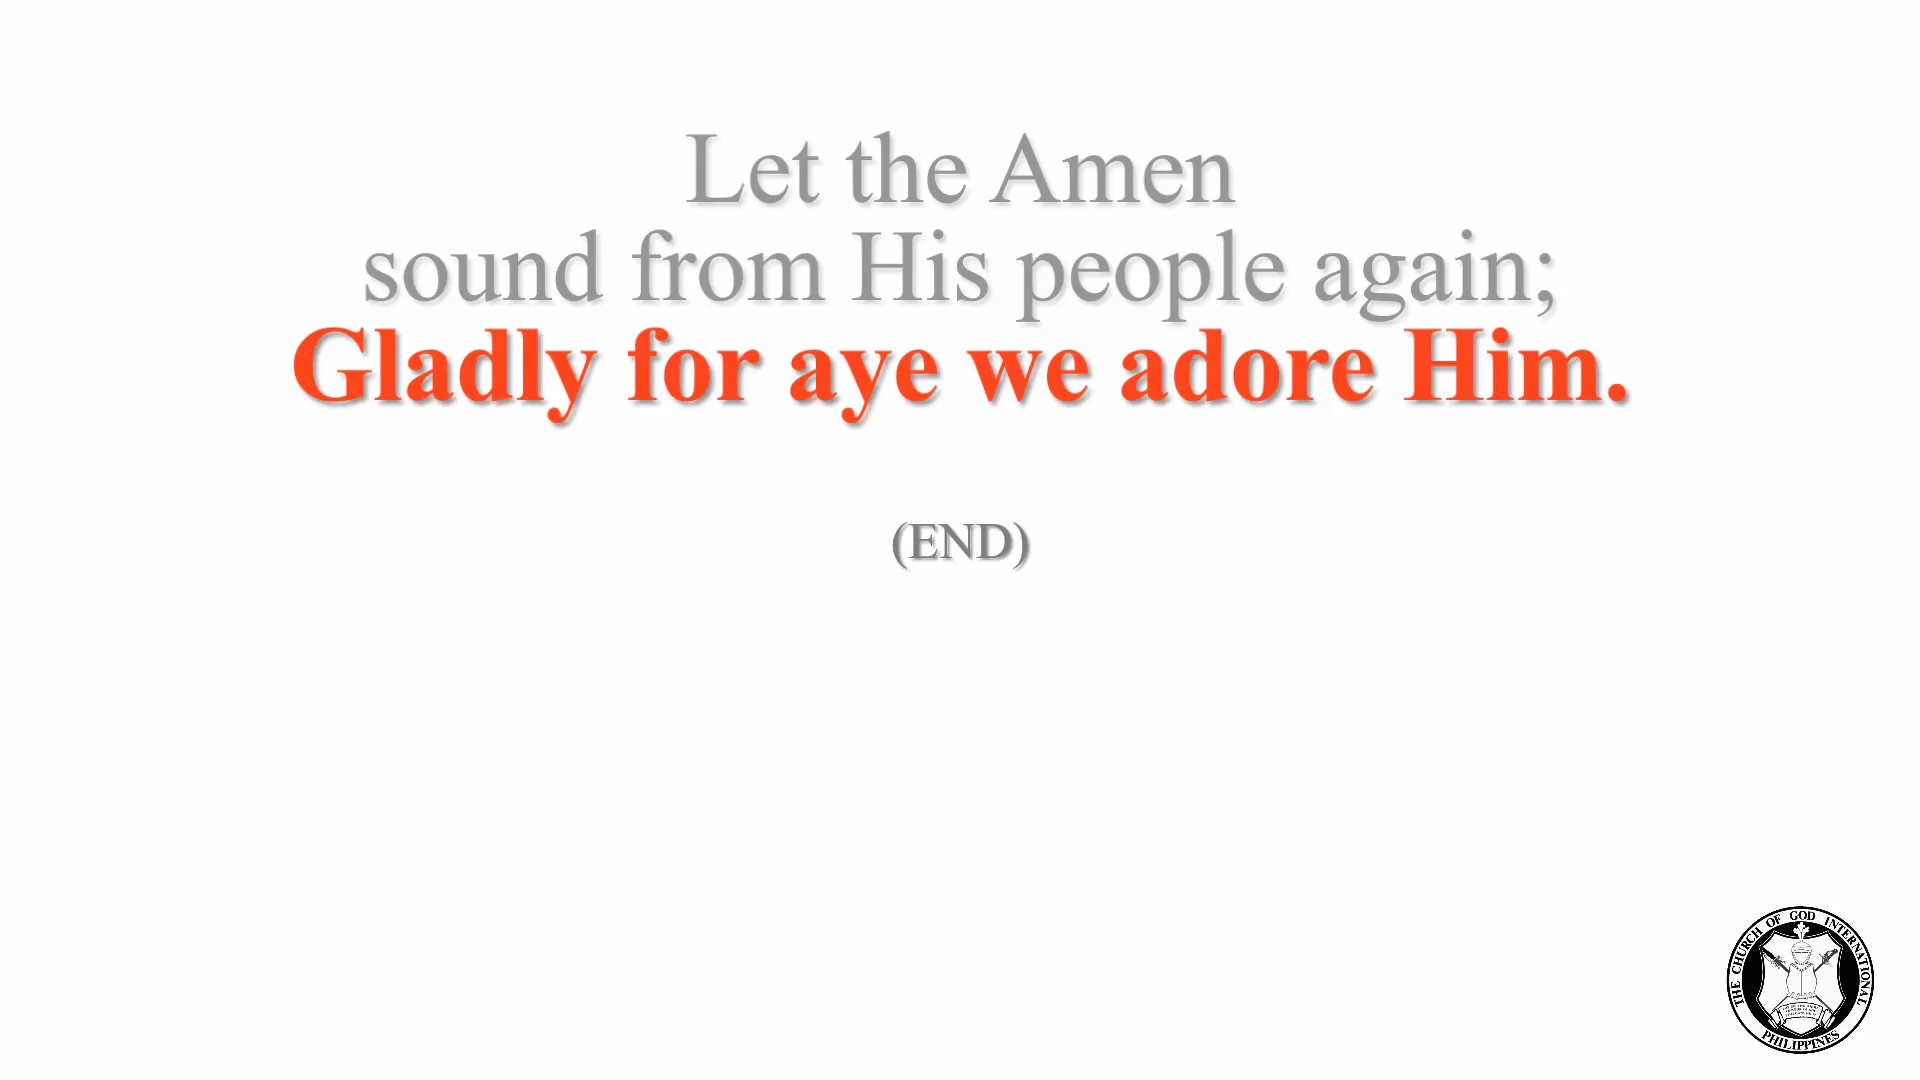 Let the Amen
sound from His people again;
Gladly for aye we adore Him.
(END)
THE CHURCH OF GOD INTERNATIONAL
PHILIPPINES